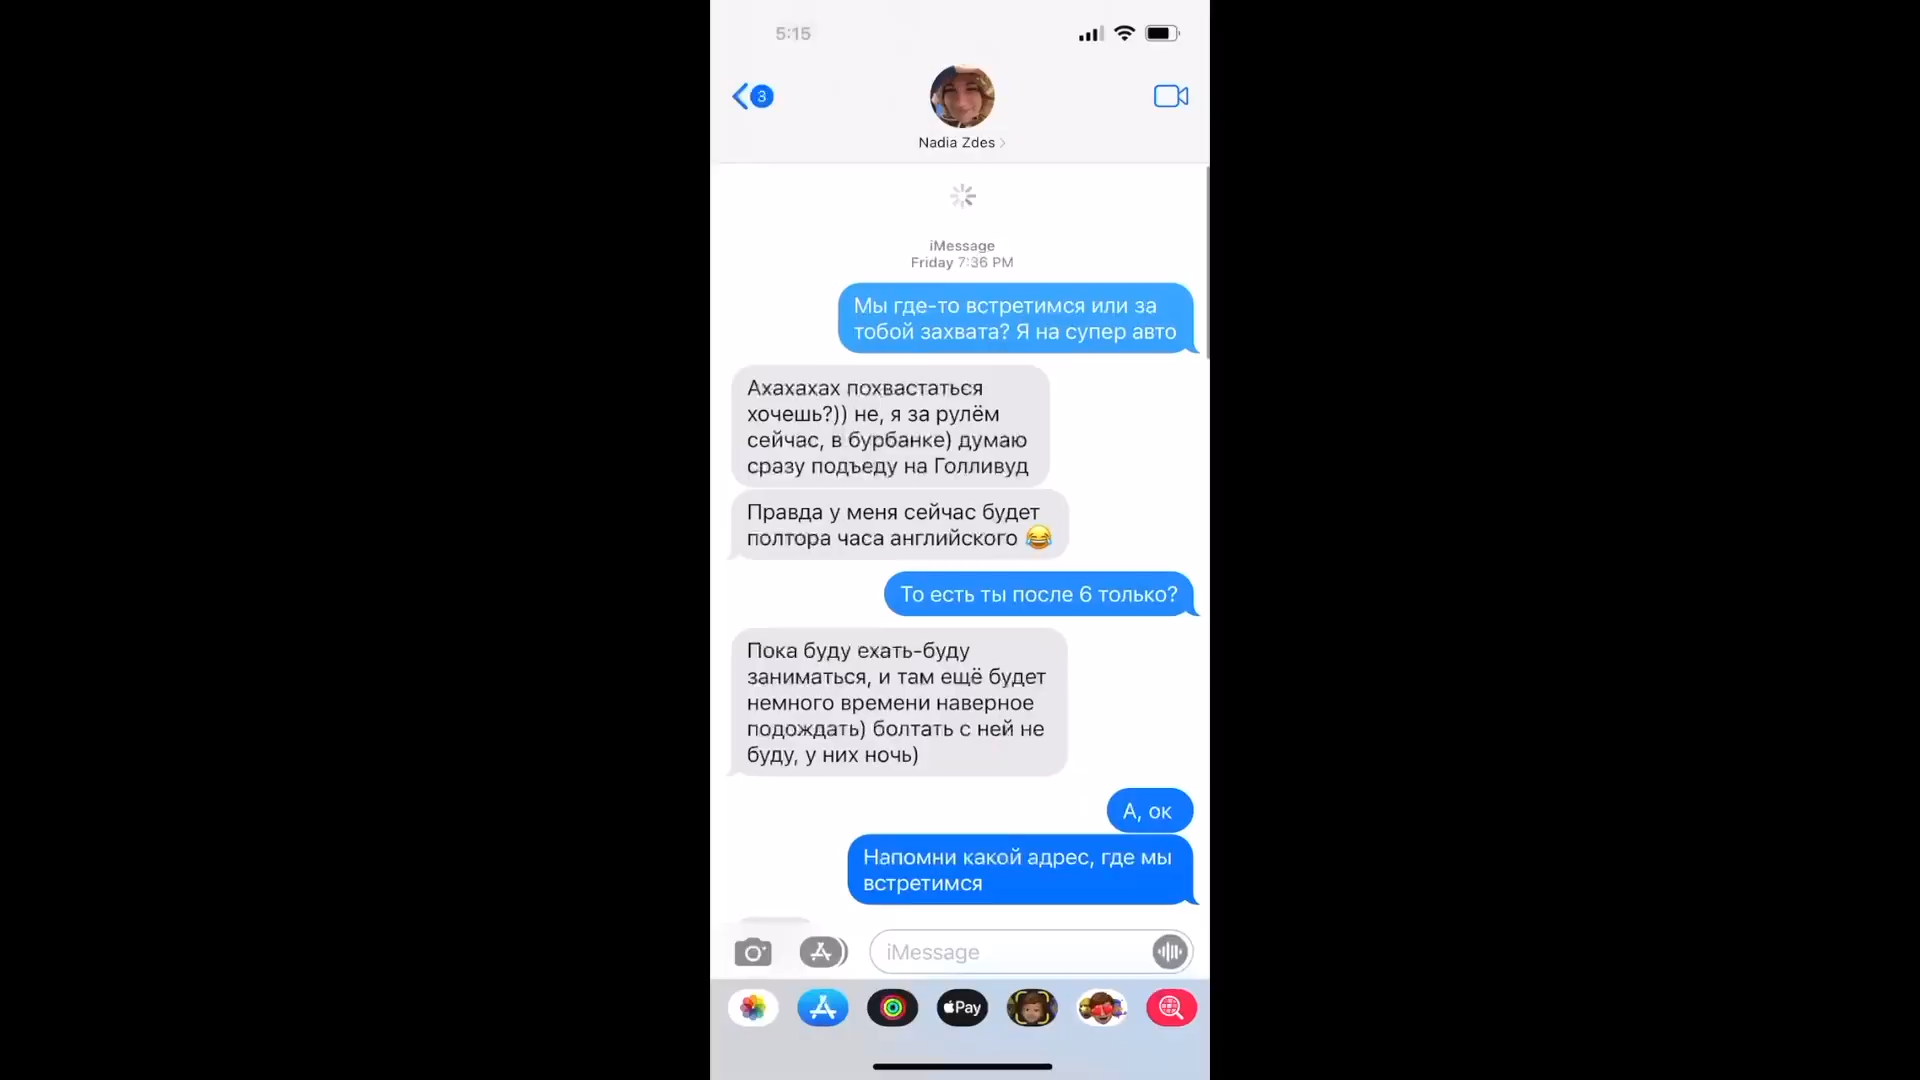 5:15
3
Nadia Zdes
iMessage
Friday 7:36 PM
Мы где-то встретимся или за
тобой захвата? Я на супер авто
Ахахахах похвастаться
хочешь?)) не, я за рулём
сейчас, в бурбанке) думаю
сразу подъеду на Голливуд
Правда у меня сейчас будет
полтора часа английского 😂
То есть ты после 6 только?
Пока буду ехать-буду
заниматься, и там ещё будет
немного времени наверное
подождать) болтать с ней не
буду, у них ночь)
А, ок
Напомни какой адрес, где мы
встретимся
iMessage
Pay